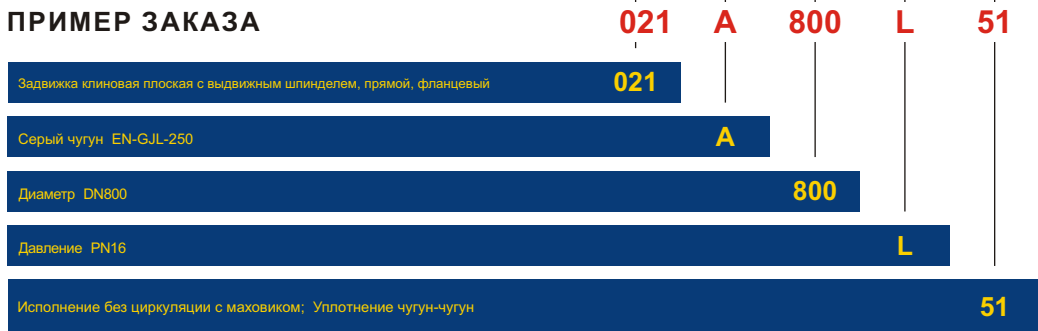 ПРИМЕР ЗАКАЗА 021 A 800 L 51
Задвижка клиновая плоская с выдвижным шпинделем, прямой, фланцевый 021
Серый чугун EN-GJL-250 A
Диаметр DN800 800
Давление PN16 L
Исполнение без циркуляции с маховиком; Уплотнение чугун-чугун 51